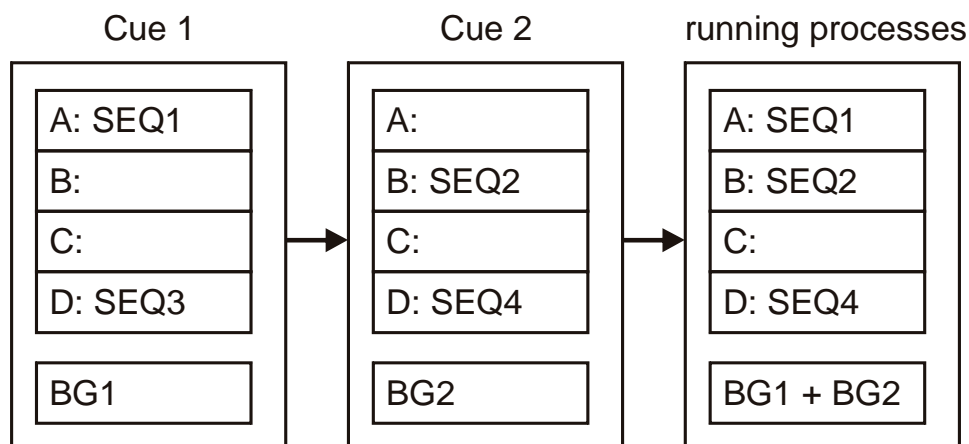 Cue 1
A: SEQ1
B:
C:
D: SEQ3
BG1
Cue 2
A:
B: SEQ2
C:
D: SEQ4
BG2
running processes
A: SEQ1
B: SEQ2
C:
D: SEQ4
BG1 + BG2